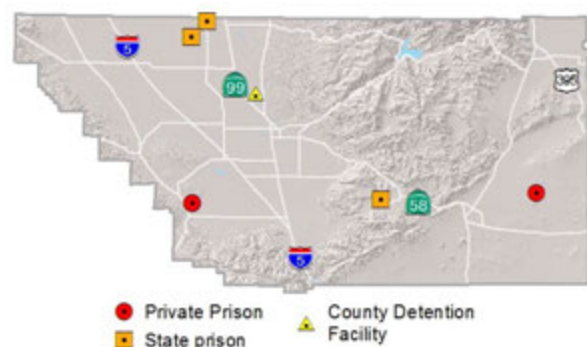 5
99
395
58
5
Private Prison
State prison
County Detention
Facility